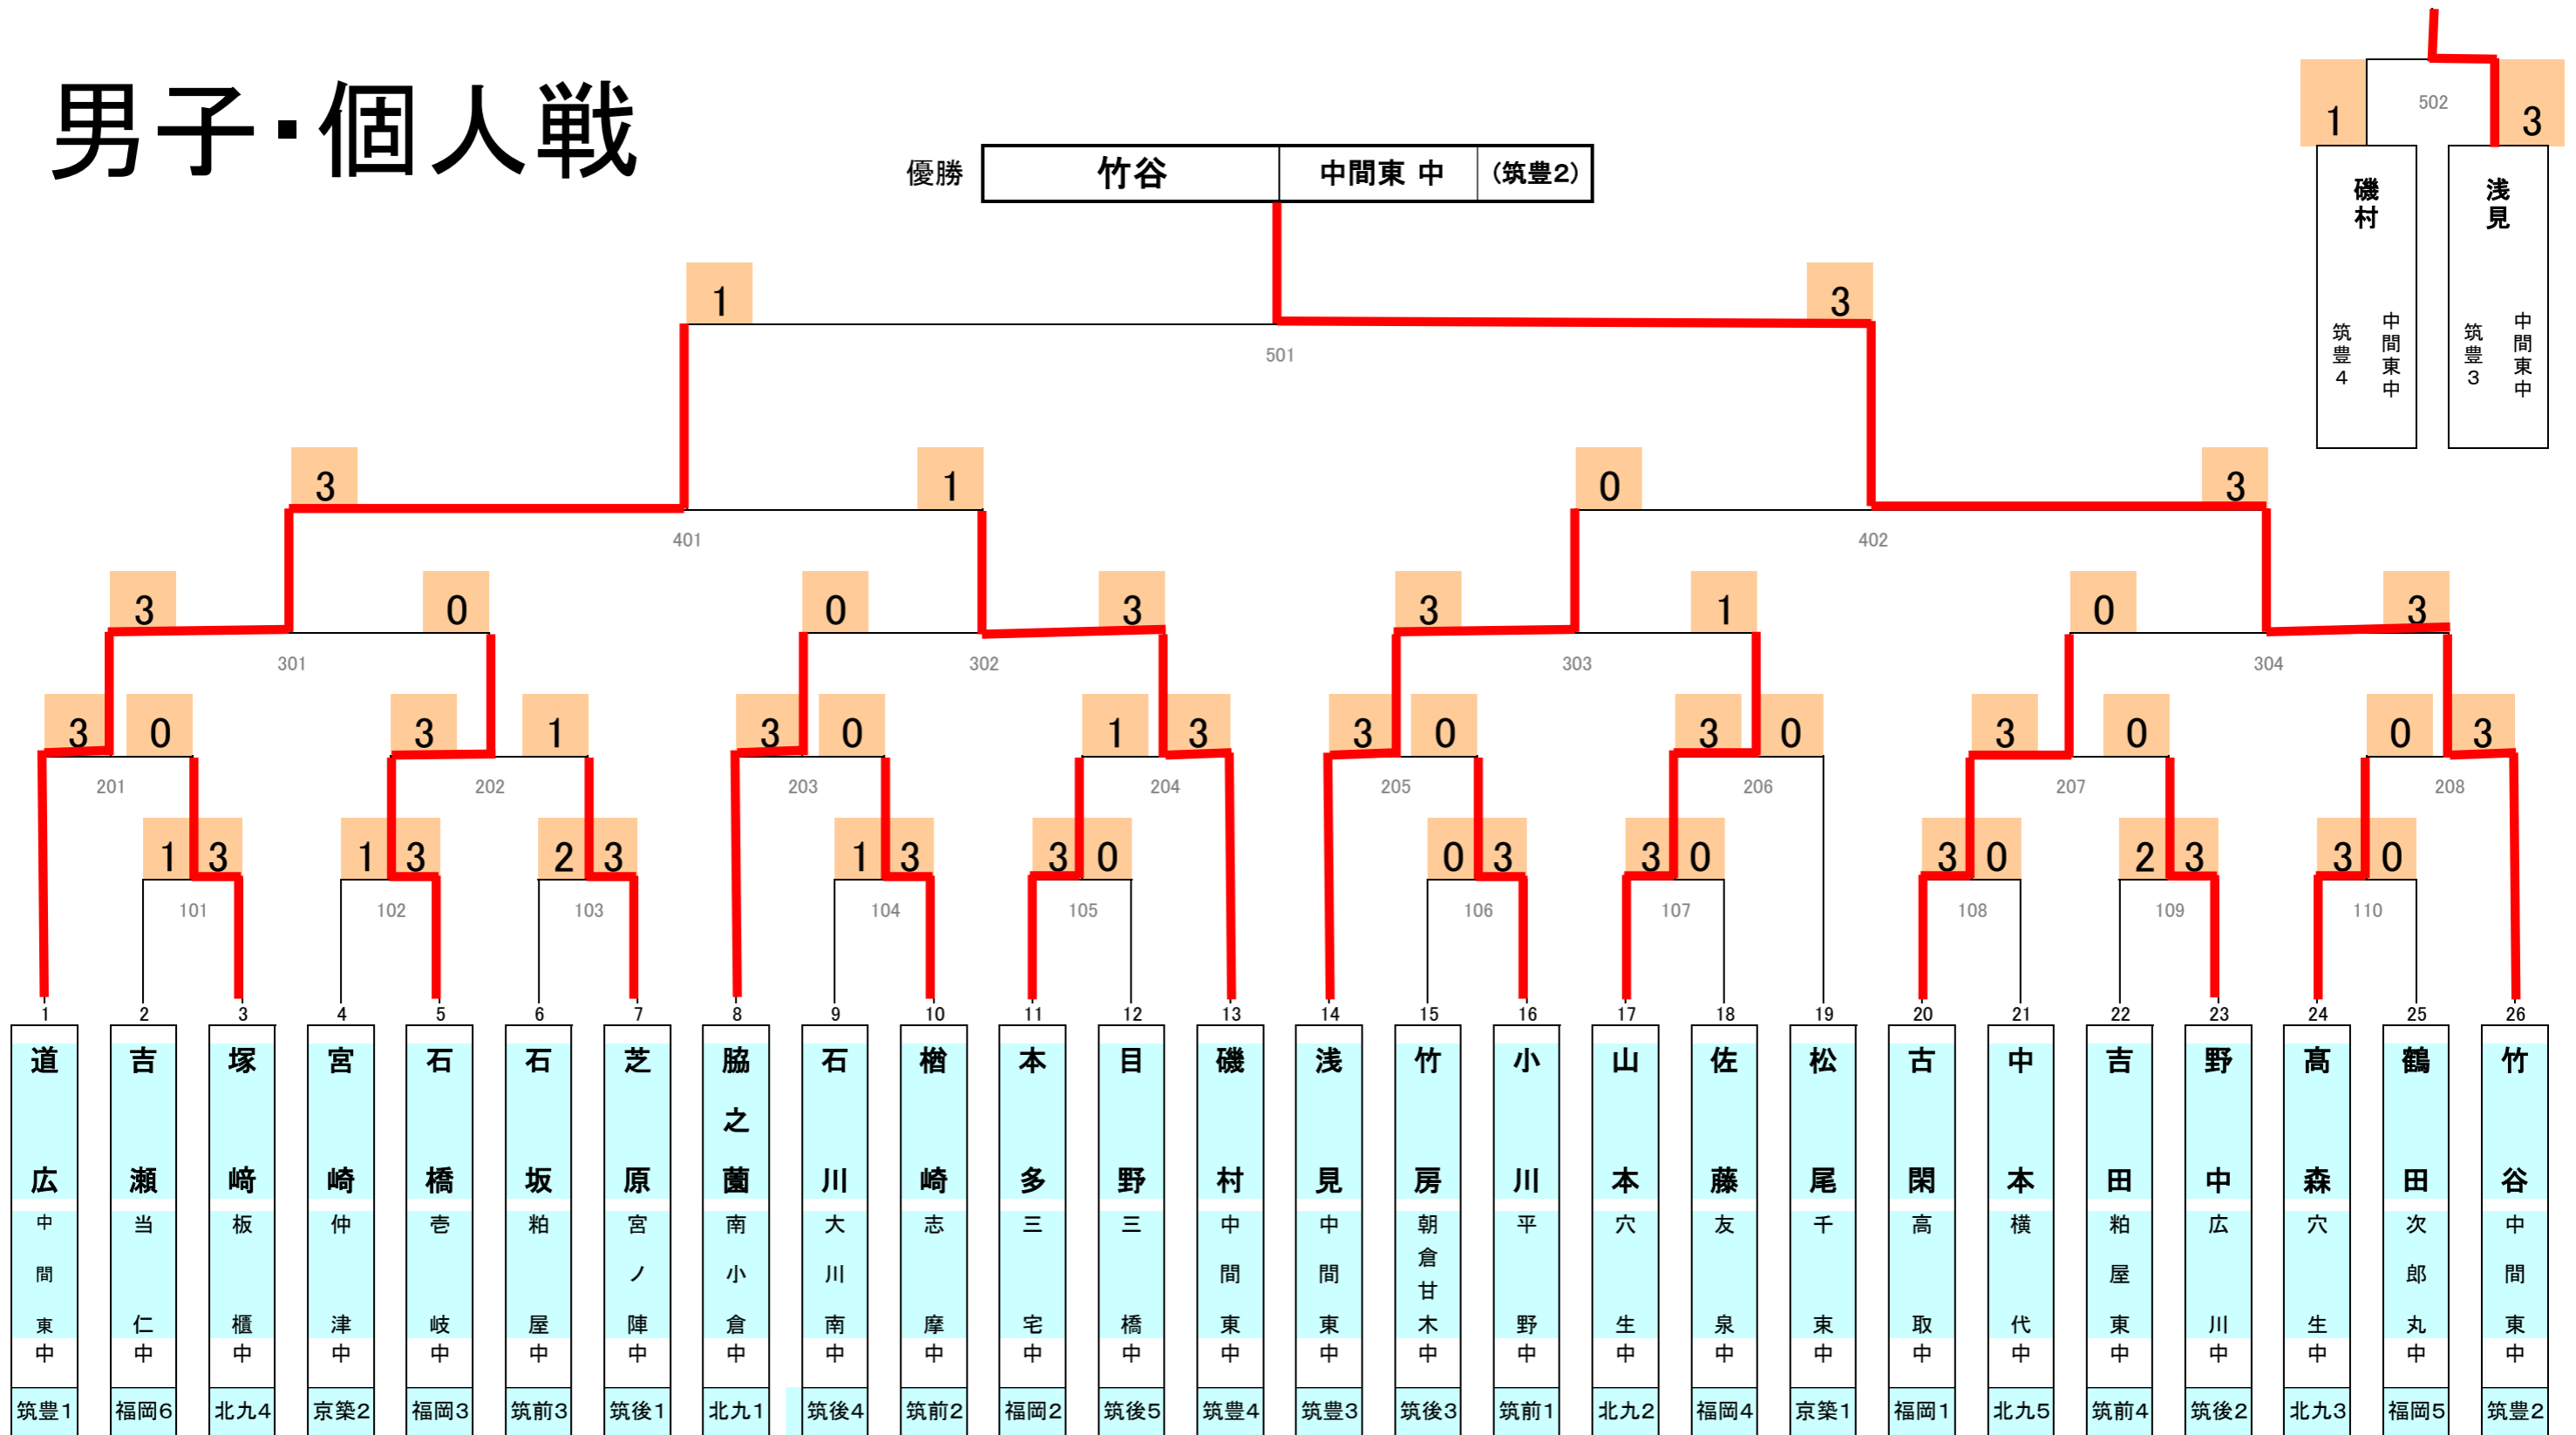 男子・個人戦
優勝 竹谷 中間東 中 (筑豊2)
1 502 3
磯村 筑豊4 中間東中
浅見 筑豊3 中間東中
1 3
501
3 1 0 3
401 402
3 0 0 3 3 1 0 3
301 302 303 304
3 0 3 1 3 0 1 3 3 0 3 0 3 0 0 3
201 202 203 204 205 206 207 208
1 3 1 3 2 3 1 3 3 0 0 3 3 0 3 0 2 3 3 0
101 102 103 104 105 106 107 108 109 110
1 道広 中間東中 筑豊1
2 吉瀬 当仁中 福岡6
3 塚﨑 板櫃中 北九4
4 宮崎 仲津中 京築2
5 石橋 壱岐中 福岡3
6 石坂 粕屋中 筑前3
7 芝原 宮ノ陣中 筑後1
8 脇之薗 南小倉中 北九1
9 石川 大川南中 筑後4
10 楢崎 志摩中 筑前2
11 本多 三宅中 福岡2
12 目野 三橋中 筑後5
13 磯村 中間東中 筑豊4
14 浅見 中間東中 筑豊3
15 竹房 朝倉甘木中 筑後3
16 小川 平野中 筑前1
17 山本 穴生中 北九2
18 佐藤 友泉中 福岡4
19 松尾 千束中 京築1
20 古閑 高取中 福岡1
21 中本 横代中 北九5
22 吉田 粕屋東中 筑前4
23 野中 広川中 筑後2
24 髙森 穴生中 北九3
25 鶴田 次郎丸中 福岡5
26 竹谷 中間東中 筑豊2